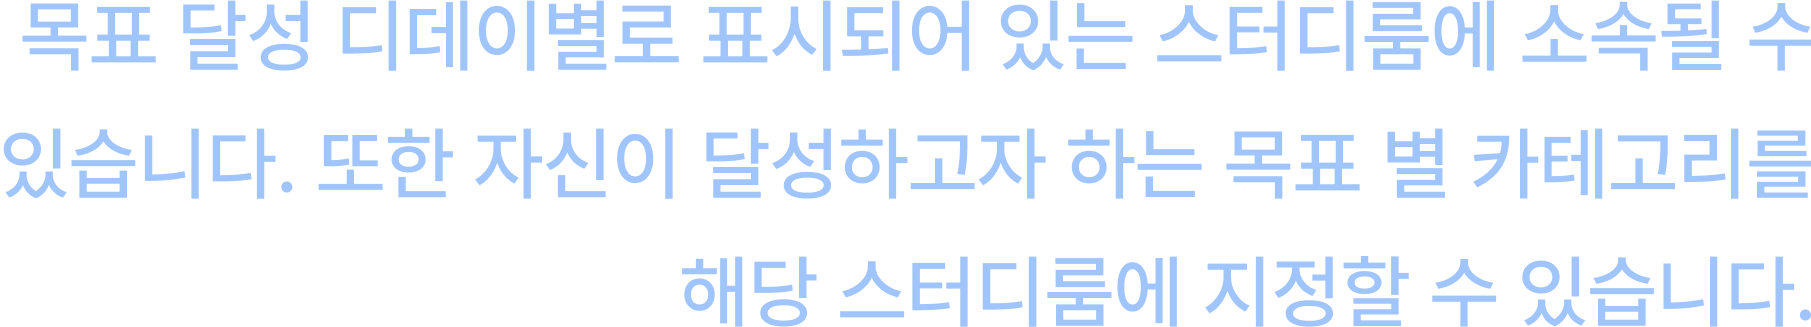 목표 달성 디데이별로 표시되어 있는 스터디룸에 소속될 수
있습니다. 또한 자신이 달성하고자 하는 목표 별 카테고리를
해당 스터디룸에 지정할 수 있습니다.